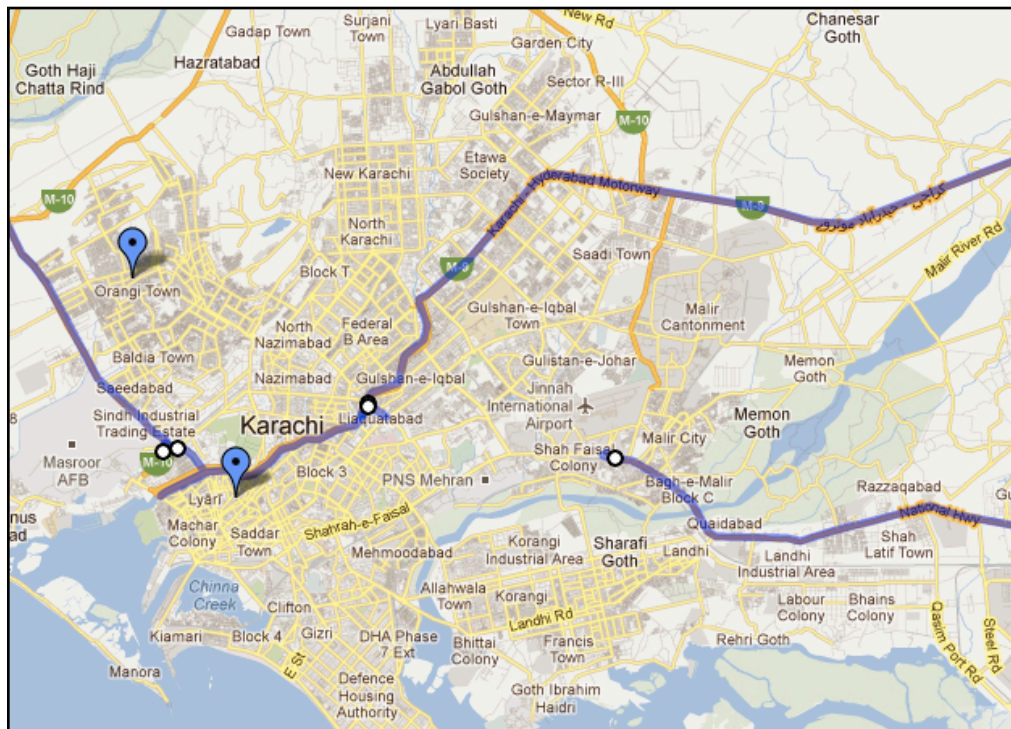 Surjani
Town
Lyari Basti
New Rd
Chanesar
Goth
Gadap Town
Garden City
Hazratabad
Goth Haji
Chatta Rind
Abdullah
Gabol Goth
Sector R-III
Gulshan-e-Maymar
M-10
Etawa
Society
New Karachi
Karachi - Hyderabad Motorway
M-10
M-9
کراچی - حیدرآباد موٹروے
North
Karachi
Malir River Rd
Saadi Town
Block T
M-9
Orangi Town
Gulshan-e-Iqbal
Town
Malir
Cantonment
North
Nazimabad
Federal
B Area
Baldia Town
Gulistan-e-Johar
Memon
Goth
Nazimabad
Gulshan-e-Iqbal
Saeedabad
Jinnah
International
Airport
Sindh Industrial
Trading Estate
Karachi
Liaquatabad
Memon
Goth
Malir City
Masroor
AFB
M-10
Block 3
Shah Faisal
Colony
PNS Mehran
Bagh-e-Malir
Block C
Razzaqabad
Lyari
National Hwy
Machar
Colony
Saddar
Town
Shahrah-e-Faisal
Quaidabad
Mehmoodabad
Korangi
Industrial Area
Sharafi
Goth
Landhi
Landhi
Industrial Area
Shah
Latif Town
Chinna
Creek
Allahwala
Town
Korangi
Labour
Colony
Bhains
Colony
Clifton
Landhi Rd
Kiamari
Block 4
Gizri
DHA Phase
7 Ext
Bhittai
Colony
Francis
Town
Rehri Goth
Qasim Port Rd
Steel Rd
Manora
E St
Defence
Housing
Authority
Goth Ibrahim
Haidri